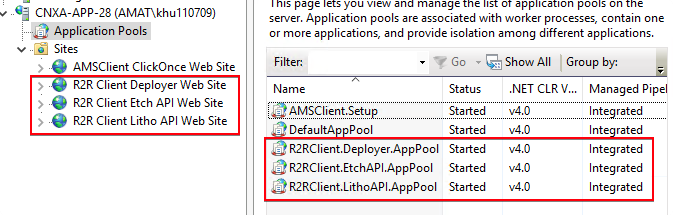 CNXA-APP-28 (AMAT\khu110709)
Application Pools
Sites
AMSClient ClickOnce Web Site
R2R Client Deployer Web Site
R2R Client Etch API Web Site
R2R Client Litho API Web Site
This page lets you view and manage the list of application pools on the
server. Application pools are associated with worker processes, contain one
or more applications, and provide isolation among different applications.
Filter: Go Show All Group by:
Name Status .NET CLR V... Managed Pipel
AMSClient.Setup Started v4.0 Integrated
DefaultAppPool Started v4.0 Integrated
R2RClient.Deployer.AppPool Started v4.0 Integrated
R2RClient.EtchAPI.AppPool Started v4.0 Integrated
R2RClient.LithoAPI.AppPool Started v4.0 Integrated